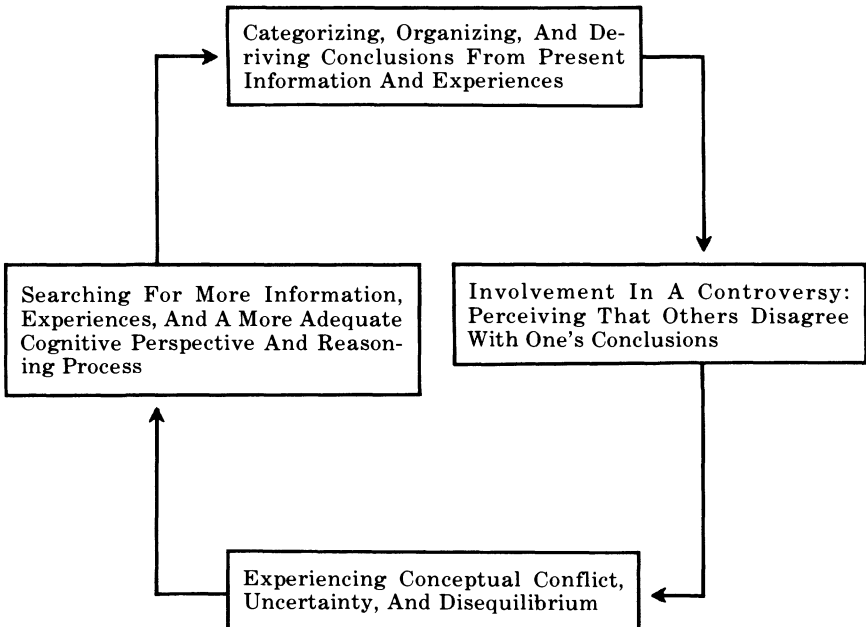 Categorizing, Organizing, And De-
riving Conclusions From Present
Information And Experiences
Searching For More Information,
Experiences, And A More Adequate
Cognitive Perspective And Reason-
ing Process
Involvement In A Controversy:
Perceiving That Others Disagree
With One's Conclusions
Experiencing Conceptual Conflict,
Uncertainty, And Disequilibrium